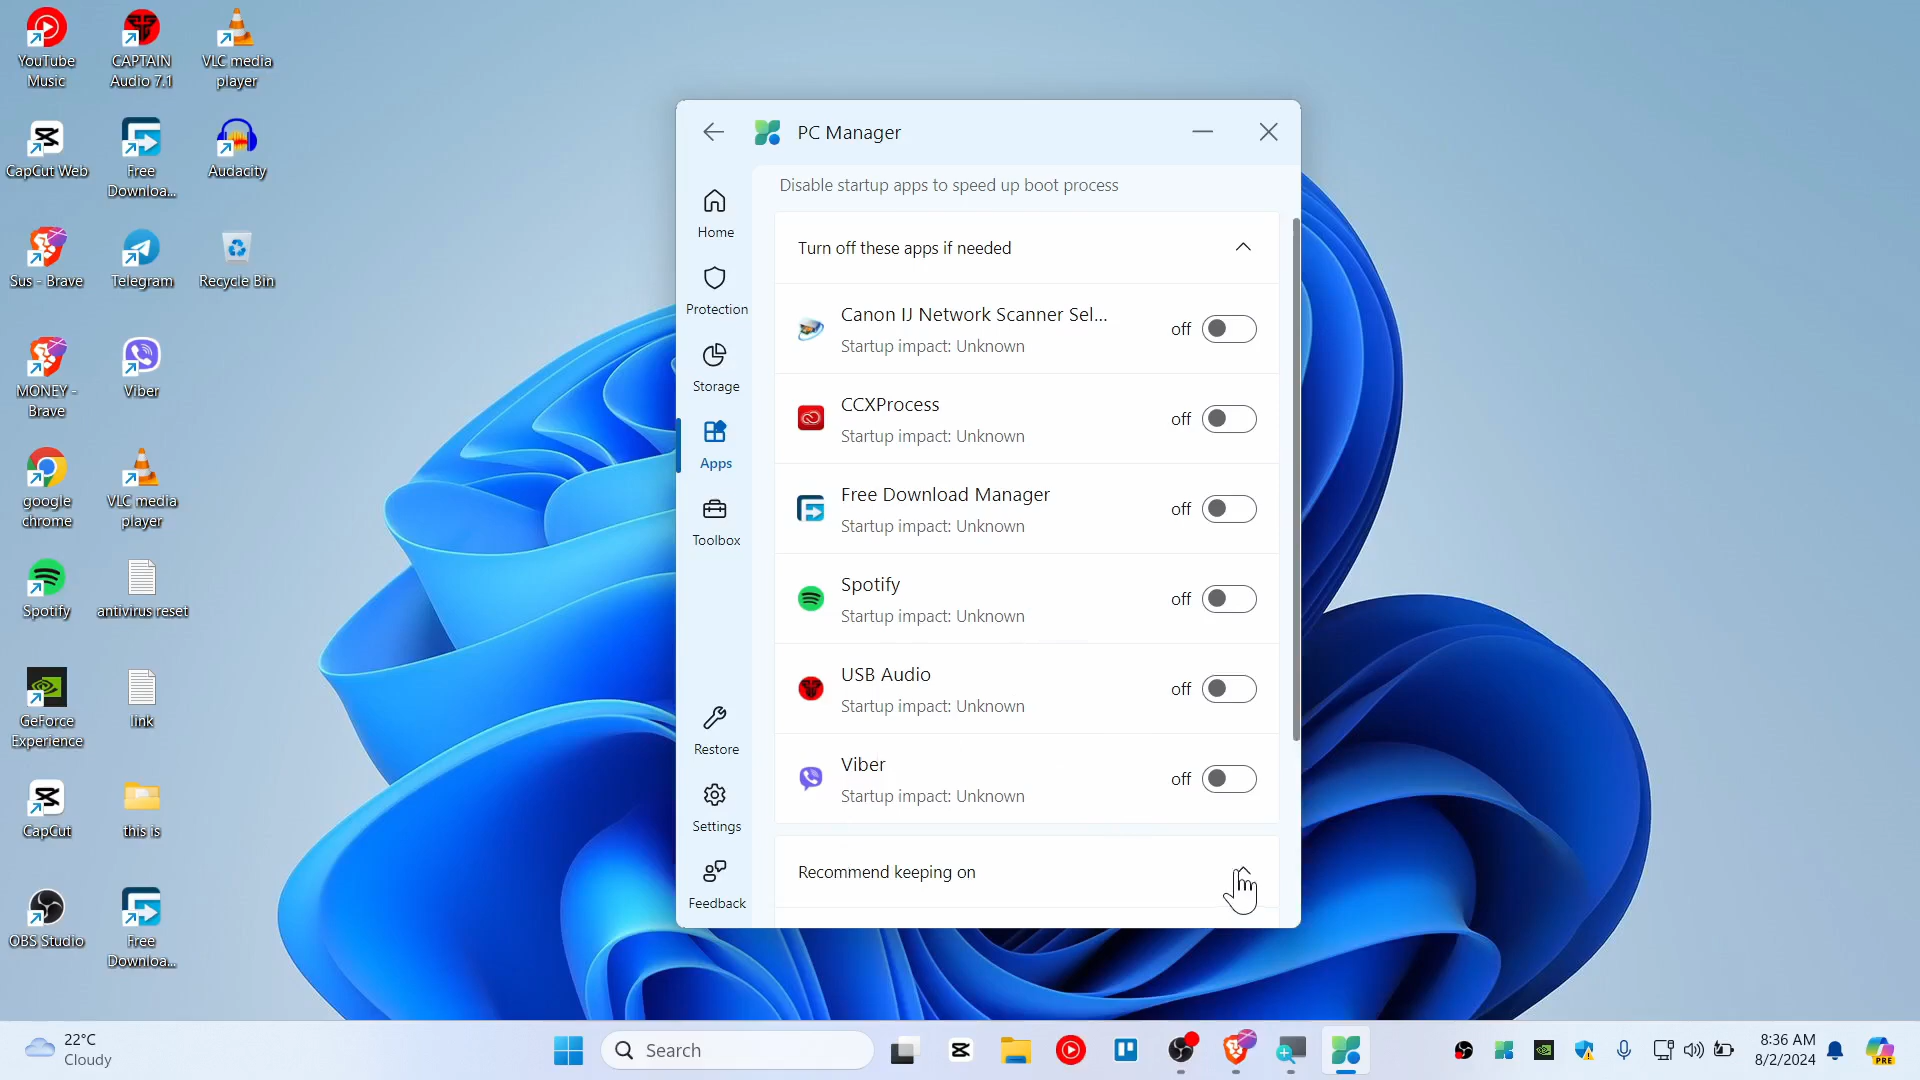 YouTube
Music
CAPTAIN
Audio 7.1
VLC media
player
CapCut Web
Free
Downloa...
Audacity
Sus - Brave
Telegram
Recycle Bin
MONEY -
Brave
Viber
google
chrome
VLC media
player
Spotify
antivirus reset
GeForce
Experience
link
CapCut
this is
OBS Studio
Free
Downloa...
PC Manager
Home
Protection
Storage
Apps
Toolbox
Restore
Settings
Feedback
Disable startup apps to speed up boot process
Turn off these apps if needed
Canon IJ Network Scanner Sel...
Startup impact: Unknown
off
CCXProcess
Startup impact: Unknown
off
Free Download Manager
Startup impact: Unknown
off
Spotify
Startup impact: Unknown
off
USB Audio
Startup impact: Unknown
off
Viber
Startup impact: Unknown
off
Recommend keeping on
22°C
Cloudy
Search
8:36 AM
8/2/2024
PRE